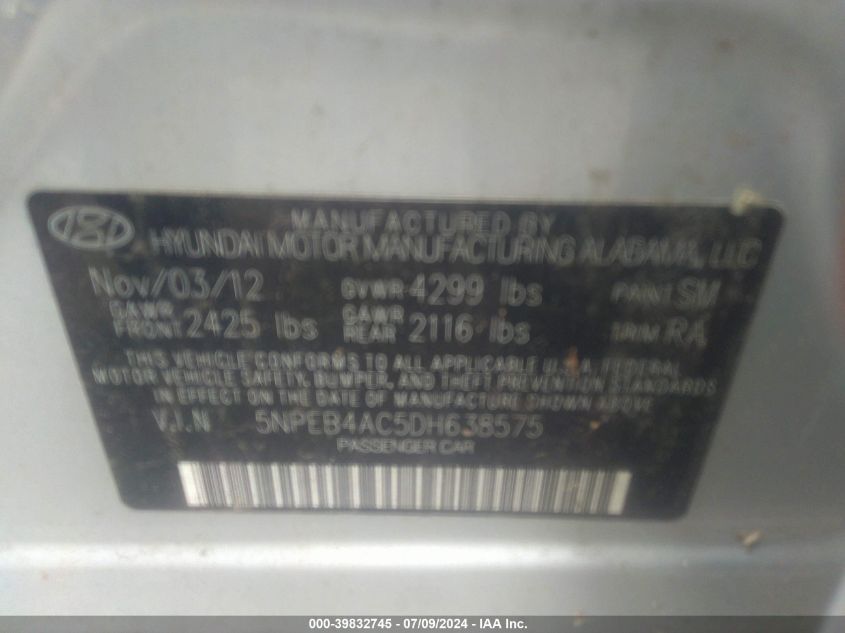 MANUFACTURED BY
HYUNDAI MOTOR MANUFACTURING ALABAMA, LLC
Nov/03/12 GVWR 4299 lbs PAINT SM
GAWR FRONT 2425 lbs GAWR REAR 2116 lbs TRIM RA
THIS VEHICLE CONFORMS TO ALL APPLICABLE U.S.A. FEDERAL
MOTOR VEHICLE SAFETY, BUMPER, AND THEFT PREVENTION STANDARDS
IN EFFECT ON THE DATE OF MANUFACTURE SHOWN ABOVE
V.I.N 5NPEB4AC5DH638575
PASSENGER CAR
000-39832745 - 07/09/2024 - IAA Inc.